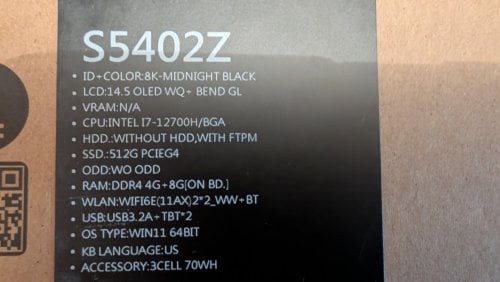 S5402Z
• ID+COLOR:8K-MIDNIGHT BLACK
• LCD:14.5 OLED WQ+ BEND GL
• VRAM:N/A
• CPU:INTEL I7-12700H/BGA
• HDD.:WITHOUT HDD,WITH FTPM
• SSD.:512G PCIEG4
• ODD:WO ODD
• RAM:DDR4 4G+8G[ON BD.]
• WLAN:WIFI6E(11AX)2*2_WW+BT
• USB:USB3.2A+TBT*2
• OS TYPE:WIN11 64BIT
• KB LANGUAGE:US
• ACCESSORY:3CELL 70WH